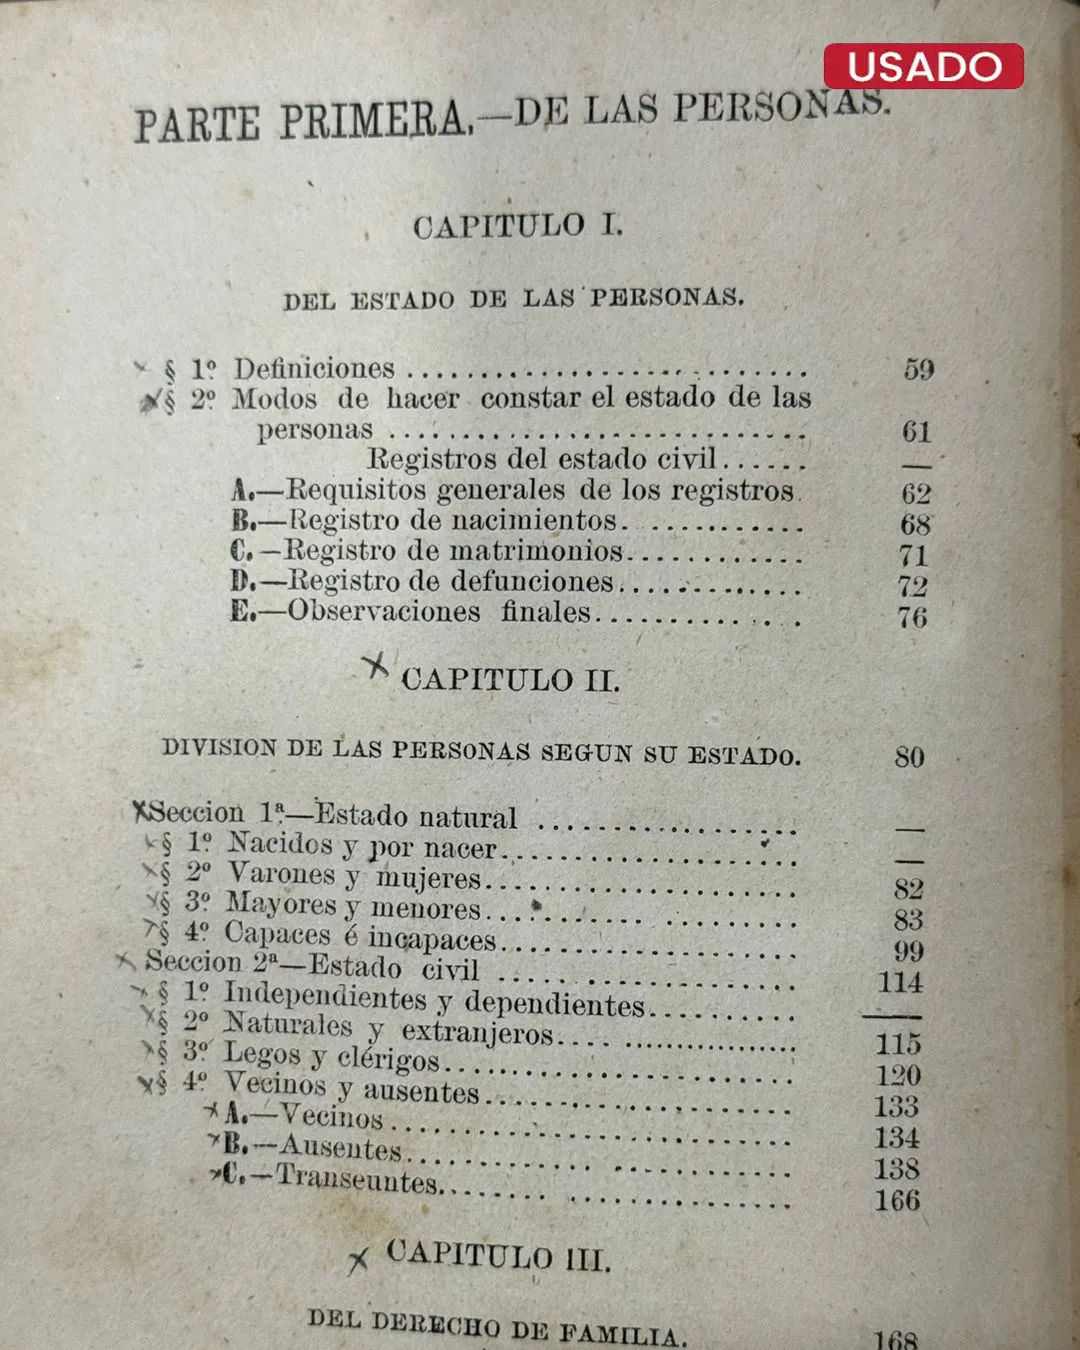 USADO
PARTE PRIMERA.—DE LAS PERSONAS.
CAPITULO I.
DEL ESTADO DE LAS PERSONAS.
§ 1º Definiciones .......... 59
§ 2º Modos de hacer constar el estado de las
personas .......... 61
Registros del estado civil...... —
A.—Requisitos generales de los registros. 62
B.—Registro de nacimientos. .......... 68
C.—Registro de matrimonios.......... 71
D.—Registro de defunciones.......... 72
E.—Observaciones finales.......... 76
CAPITULO II.
DIVISION DE LAS PERSONAS SEGUN SU ESTADO. 80
Seccion 1ª—Estado natural .......... —
§ 1º Nacidos y por nacer.......... —
§ 2º Varones y mujeres.......... 82
§ 3º Mayores y menores.......... 83
§ 4º Capaces é incapaces.......... 99
Seccion 2ª—Estado civil .......... 114
§ 1º Independientes y dependientes.......... —
§ 2º Naturales y extranjeros.......... 115
§ 3º Legos y clérigos.......... 120
§ 4º Vecinos y ausentes.......... 133
A.—Vecinos .......... 134
B.—Ausentes.......... 138
C.—Transeuntes.......... 166
CAPITULO III.
DEL DERECHO DE FAMILIA. 168